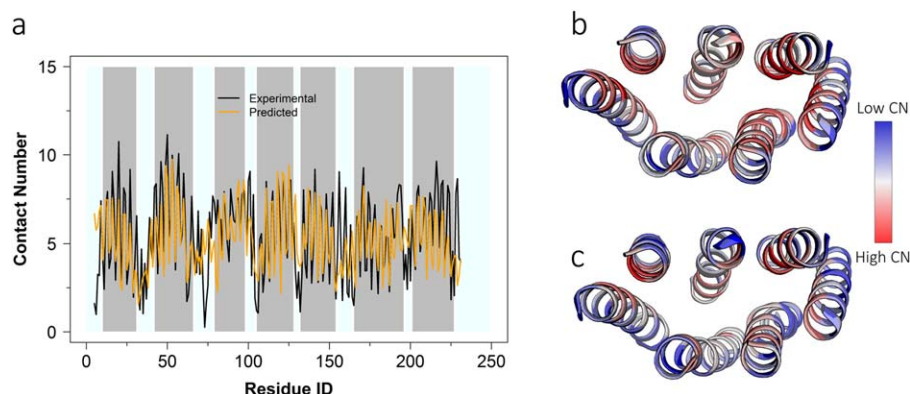 a
15
10
5
0
Contact Number
Experimental
Predicted
0 50 100 150 200 250
Residue ID
b
Low CN
High CN
c